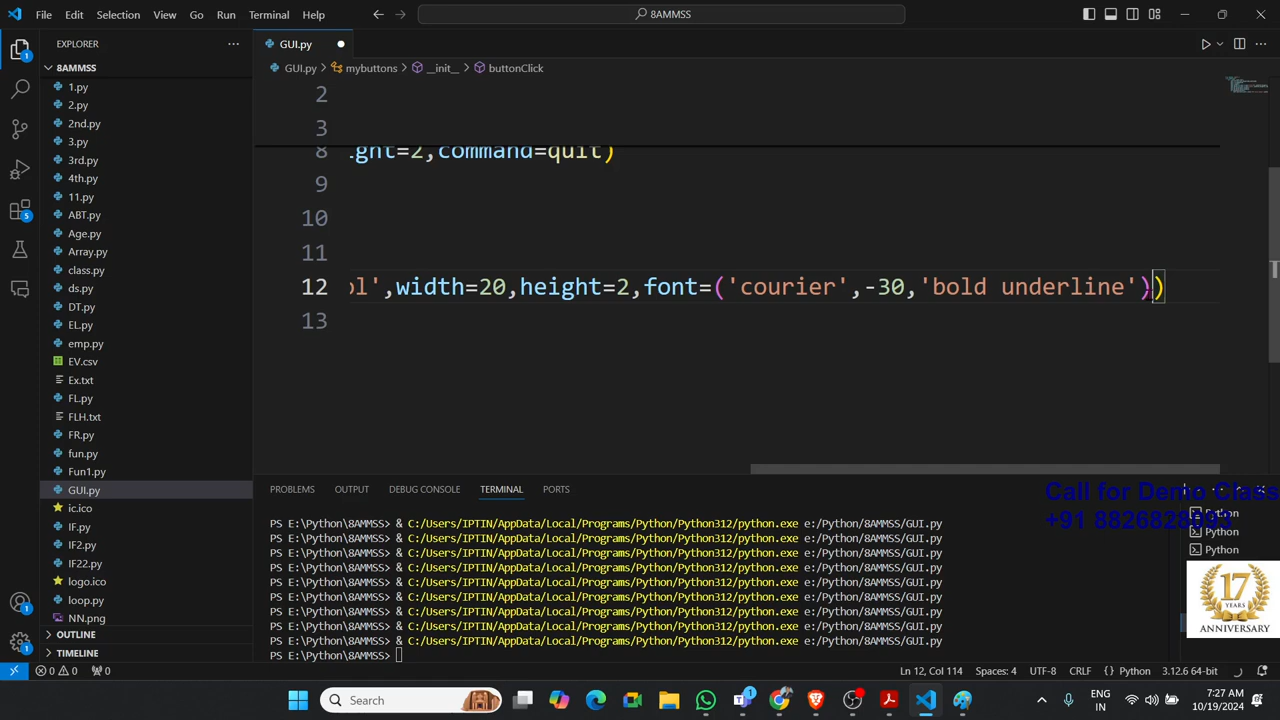 File Edit Selection View Go Run Terminal Help
8AMMSS
EXPLORER
8AMMSS
1.py
2.py
2nd.py
3.py
3rd.py
4th.py
11.py
ABT.py
Age.py
Array.py
class.py
ds.py
DT.py
EL.py
emp.py
EV.csv
Ex.txt
FL.py
FLH.txt
FR.py
fun.py
Fun1.py
GUI.py
ic.ico
IF.py
IF2.py
IF22.py
logo.ico
loop.py
NN.png
OUTLINE
TIMELINE
GUI.py
GUI.py > mybuttons > __init__ > buttonClick
2
3
8 ight=2,command=quit)
9
10
11
12 ol',width=20,height=2,font=('courier',-30,'bold underline'))
13
PROBLEMS OUTPUT DEBUG CONSOLE TERMINAL PORTS
PS E:\Python\8AMMSS> & C:/Users/IPTIN/AppData/Local/Programs/Python/Python312/python.exe e:/Python/8AMMSS/GUI.py
PS E:\Python\8AMMSS> & C:/Users/IPTIN/AppData/Local/Programs/Python/Python312/python.exe e:/Python/8AMMSS/GUI.py
PS E:\Python\8AMMSS> & C:/Users/IPTIN/AppData/Local/Programs/Python/Python312/python.exe e:/Python/8AMMSS/GUI.py
PS E:\Python\8AMMSS> & C:/Users/IPTIN/AppData/Local/Programs/Python/Python312/python.exe e:/Python/8AMMSS/GUI.py
PS E:\Python\8AMMSS> & C:/Users/IPTIN/AppData/Local/Programs/Python/Python312/python.exe e:/Python/8AMMSS/GUI.py
PS E:\Python\8AMMSS> & C:/Users/IPTIN/AppData/Local/Programs/Python/Python312/python.exe e:/Python/8AMMSS/GUI.py
PS E:\Python\8AMMSS> & C:/Users/IPTIN/AppData/Local/Programs/Python/Python312/python.exe e:/Python/8AMMSS/GUI.py
PS E:\Python\8AMMSS> & C:/Users/IPTIN/AppData/Local/Programs/Python/Python312/python.exe e:/Python/8AMMSS/GUI.py
PS E:\Python\8AMMSS> & C:/Users/IPTIN/AppData/Local/Programs/Python/Python312/python.exe e:/Python/8AMMSS/GUI.py
PS E:\Python\8AMMSS>
Call for Demo Class
+91 8826828093
Python
Python
Python
17
YEARS
ANNIVERSARY
0 0 0
Ln 12, Col 114 Spaces: 4 UTF-8 CRLF {} Python 3.12.6 64-bit
Search
ENG
IN
7:27 AM
10/19/2024